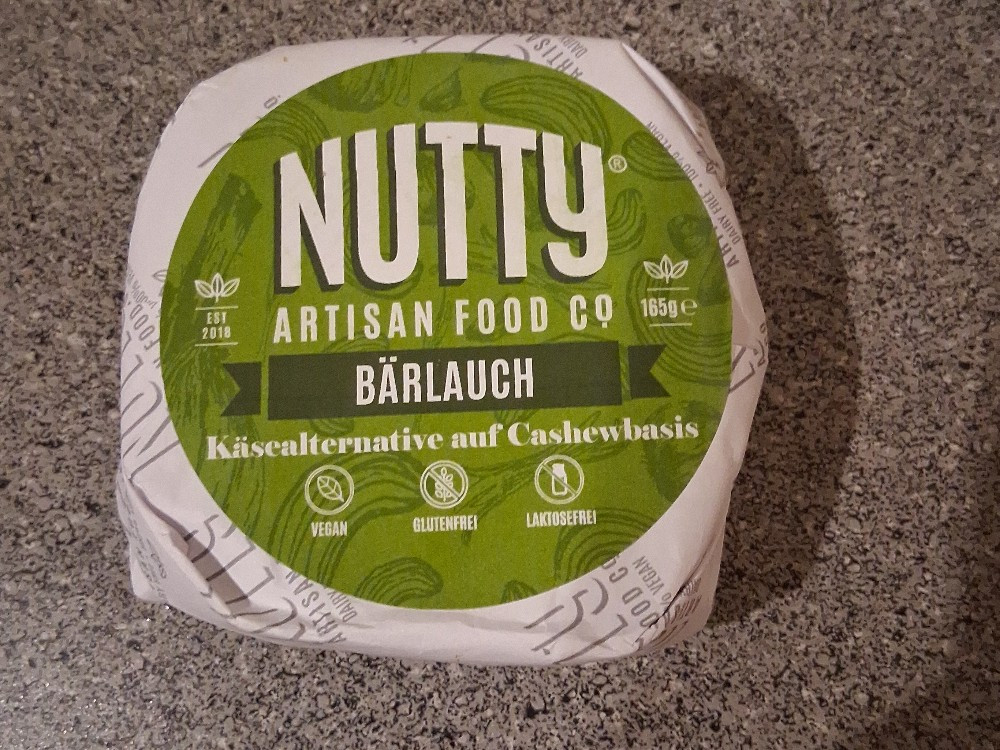 NUTTY®
ARTISAN FOOD CO
EST
2018
165g ℮
BÄRLAUCH
Käsealternative auf Cashewbasis
VEGAN
GLUTENFREI
LAKTOSEFREI